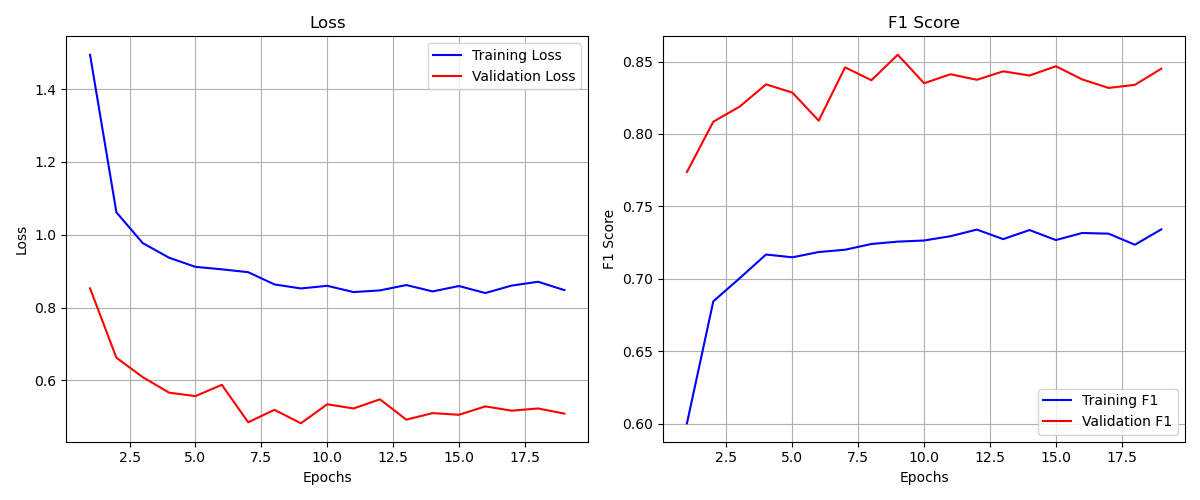 Loss
Training Loss
Validation Loss
1.4
1.2
1.0
0.8
0.6
Loss
2.5 5.0 7.5 10.0 12.5 15.0 17.5
Epochs
F1 Score
0.85
0.80
0.75
0.70
0.65
0.60
F1 Score
Training F1
Validation F1
2.5 5.0 7.5 10.0 12.5 15.0 17.5
Epochs